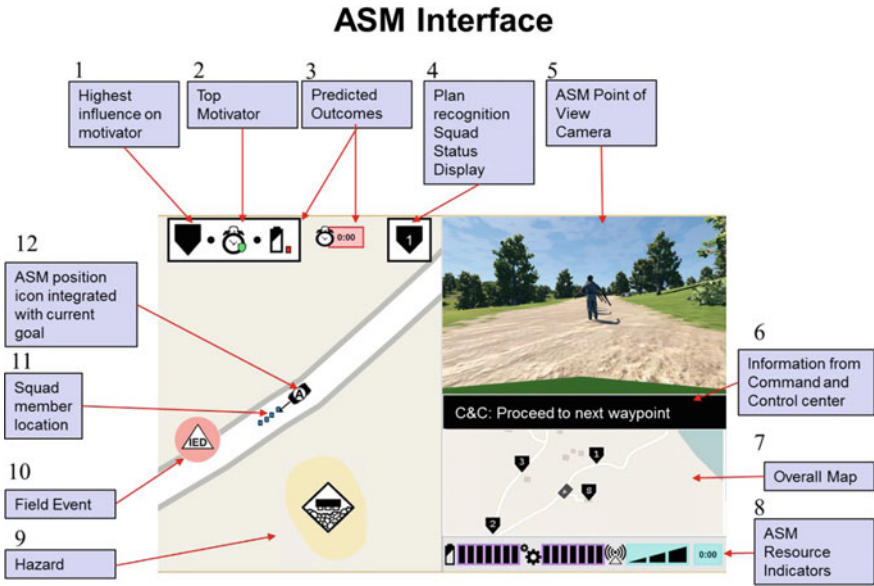 ASM Interface
1
Highest
influence on
motivator
2
Top
Motivator
3
Predicted
Outcomes
4
Plan
recognition
Squad
Status
Display
5
ASM Point of
View
Camera
0:00
1
12
ASM position
icon integrated
with current
goal
A
11
Squad
member
location
IED
10
Field Event
9
Hazard
6
Information from
Command and
Control center
C&C: Proceed to next waypoint
7
Overall Map
3
1
S
2
8
ASM
Resource
Indicators
0:00